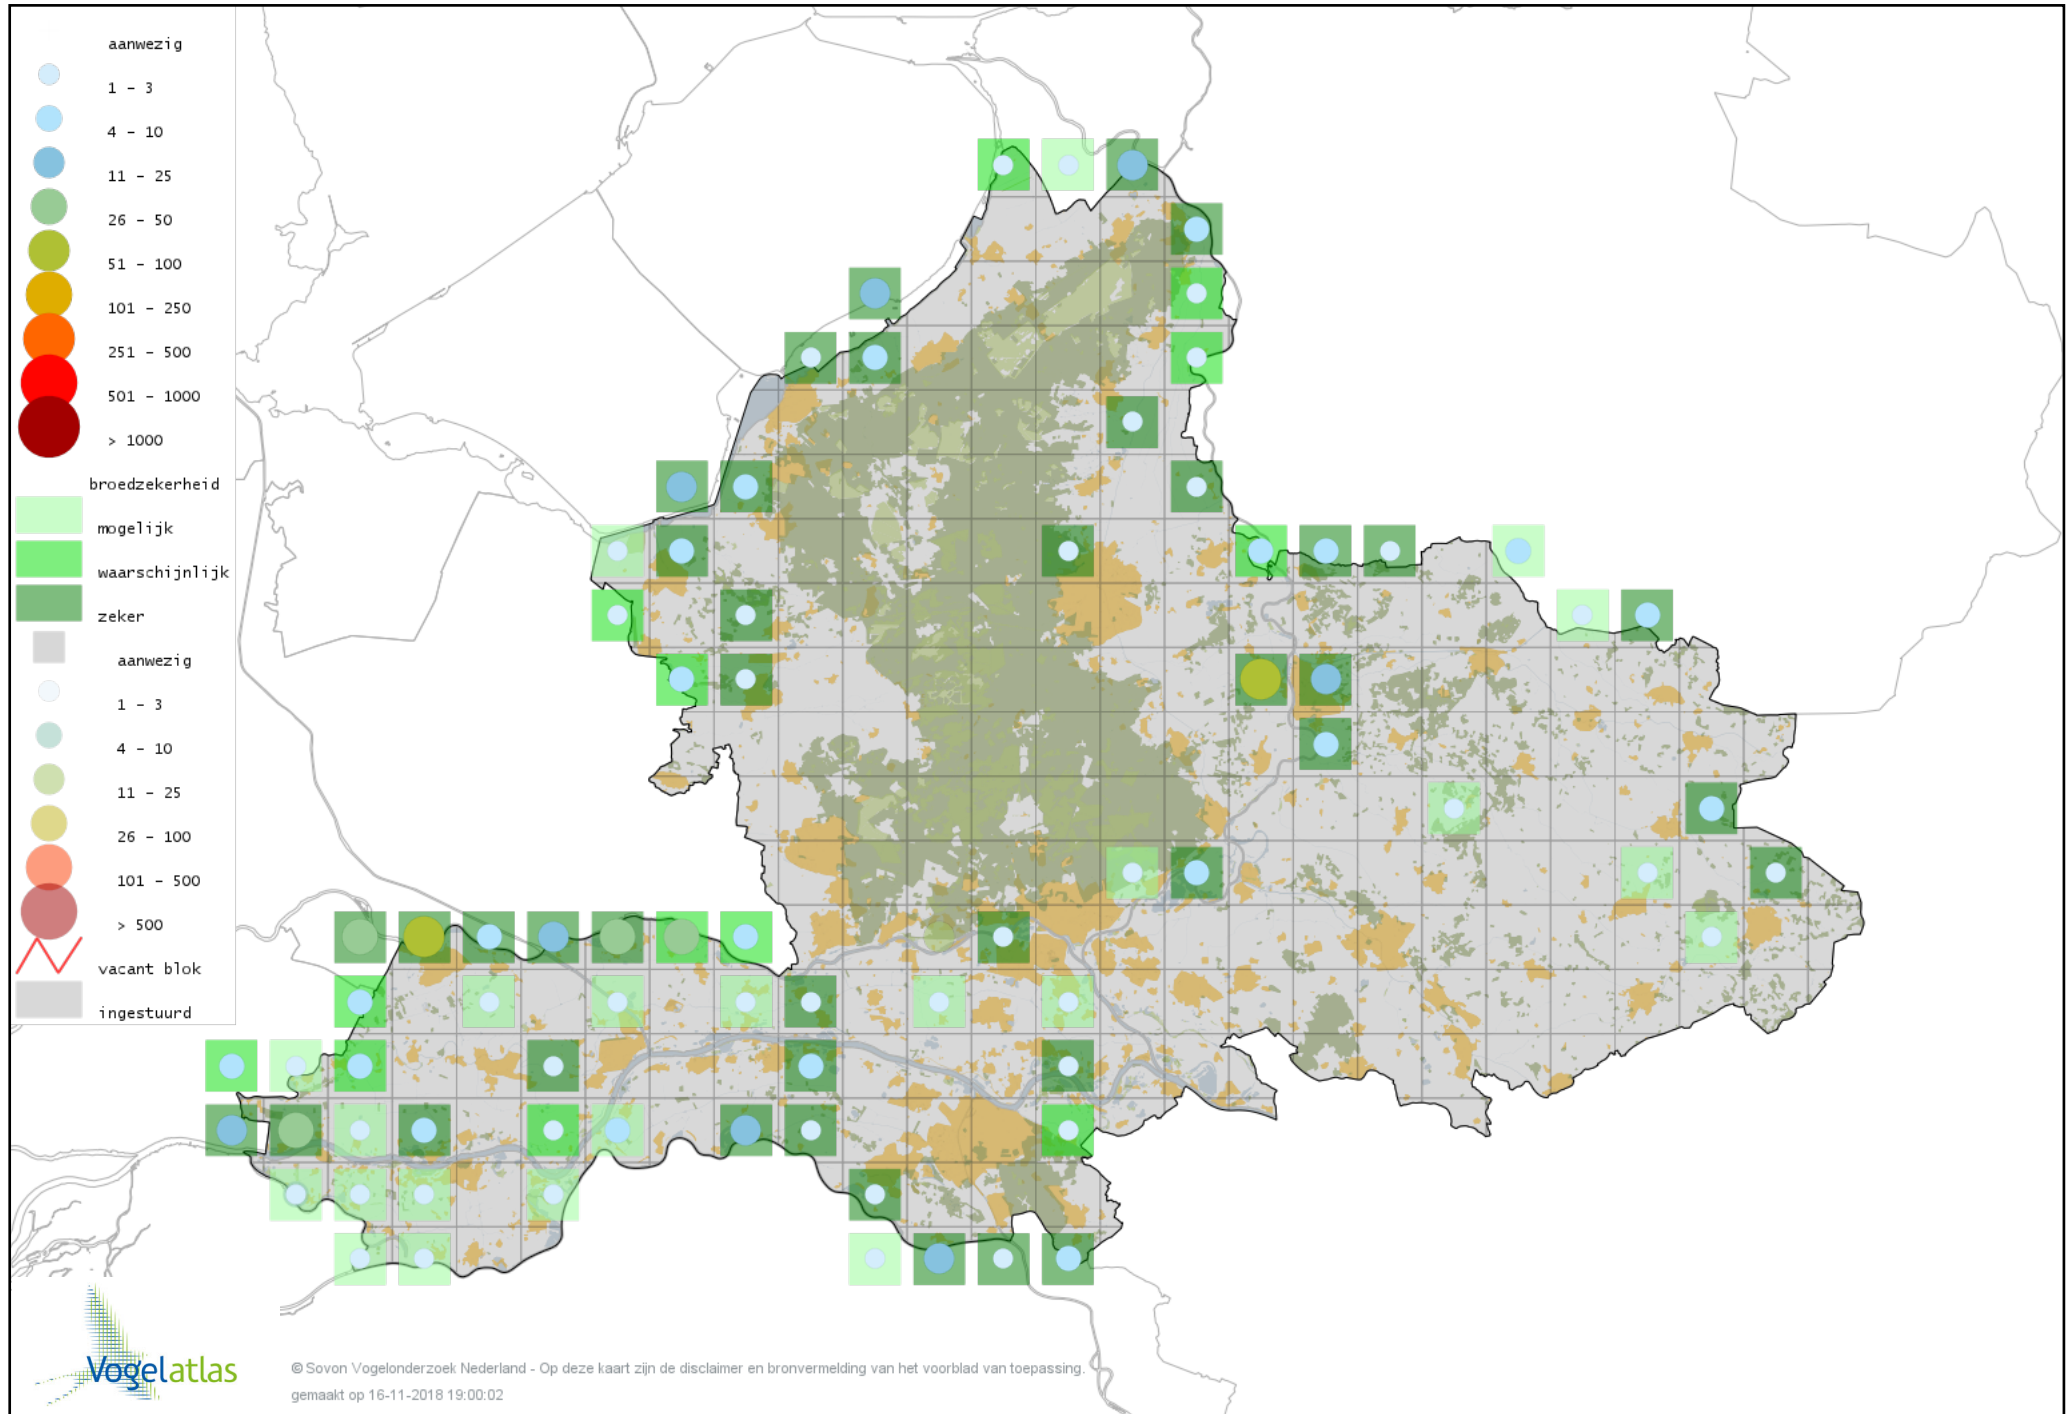 aanwezig
1 - 3
4 - 10
11 - 25
26 - 50
51 - 100
101 - 250
251 - 500
501 - 1000
> 1000
broedzekerheid
mogelijk
waarschijnlijk
zeker
aanwezig
1 - 3
4 - 10
11 - 25
26 - 100
101 - 500
> 500
vacant blok
ingestuurd
Vogelatlas
© Sovon Vogelonderzoek Nederland - Op deze kaart zijn de disclaimer en bronvermelding van het voorblad van toepassing.
gemaakt op 16-11-2018 19:00:02